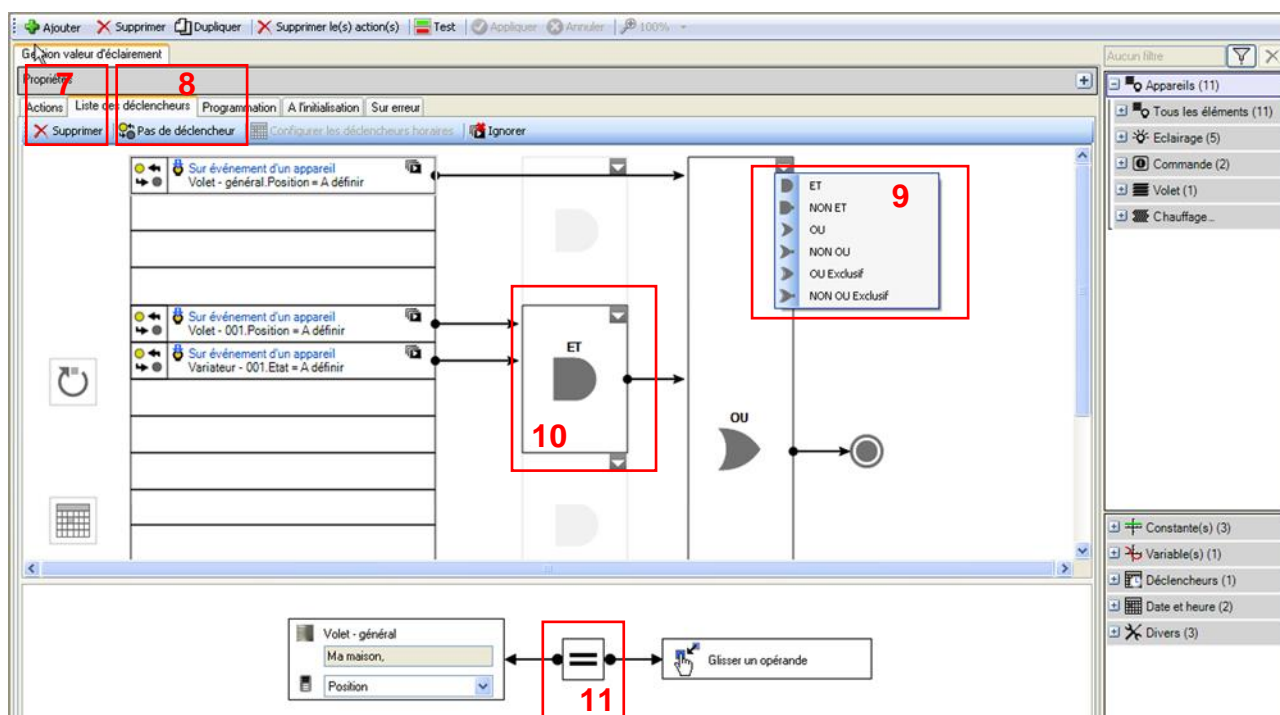 Ajouter Supprimer Dupliquer Supprimer le(s) action(s) Test Appliquer Annuler 100%
Gestion valeur d'éclairement
Aucun filtre
Propriétés
7 8
Appareils (11)
Actions Liste des déclencheurs Programmation A l'initialisation Sur erreur
Tous les éléments (11)
Supprimer Pas de déclencheur Configurer les déclencheurs horaires Ignorer
Eclairage (5)
Commande (2)
Volet (1)
Chauffage...
Sur événement d'un appareil
Volet - général.Position = A définir
ET
NON ET
OU
NON OU
OU Exclusif
NON OU Exclusif
9
Sur événement d'un appareil
Volet - 001.Position = A définir
Sur événement d'un appareil
Variateur - 001.Etat = A définir
ET
10
OU
Constante(s) (3)
Variable(s) (1)
Déclencheurs (1)
Date et heure (2)
Divers (3)
Volet - général
Ma maison,
Position
=
Glisser un opérande
11